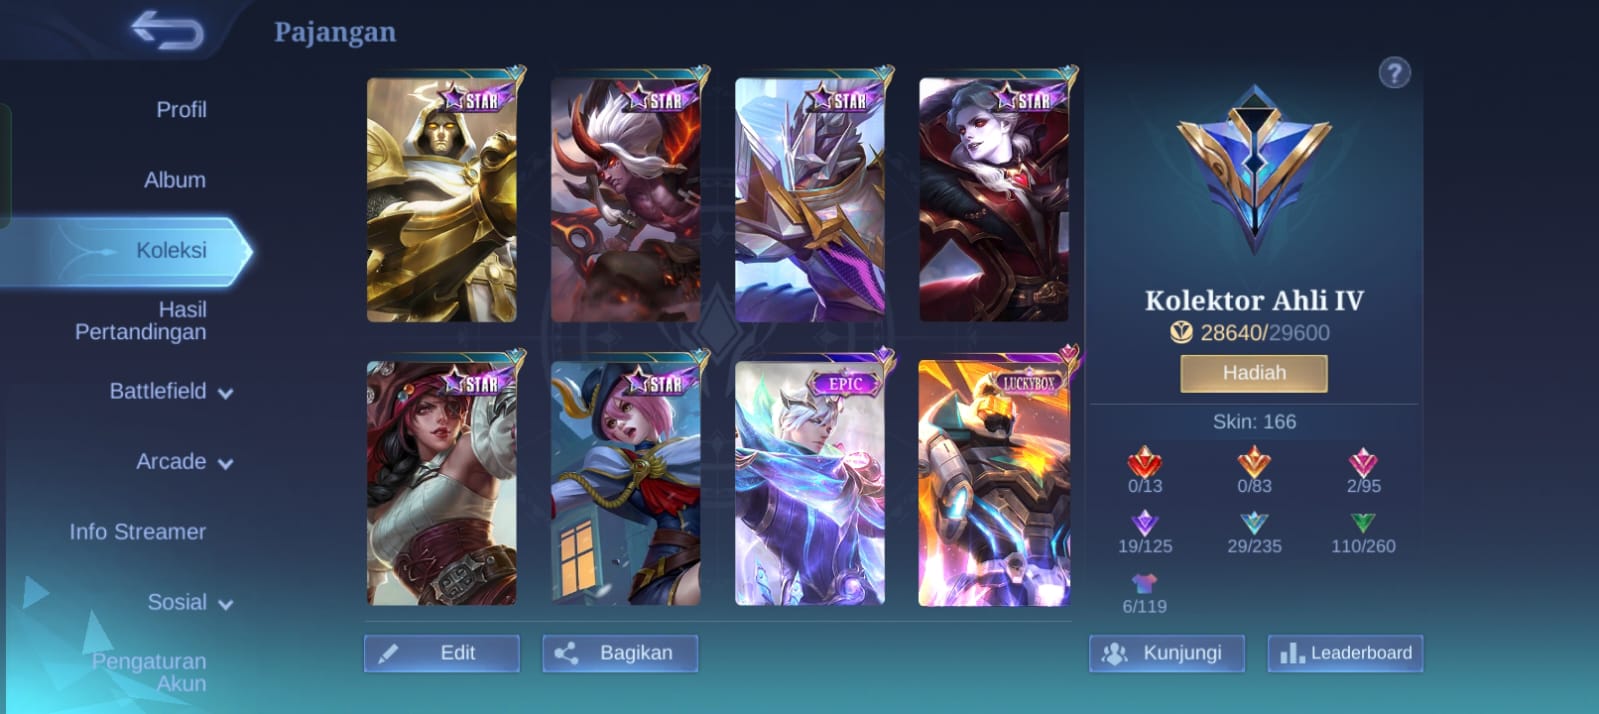 Pajangan
Profil
Album
Koleksi
Hasil
Pertandingan
Battlefield
Arcade
Info Streamer
Sosial
Pengaturan
Akun
STAR
STAR
STAR
STAR
STAR
STAR
EPIC
LUCKYBOX
Edit
Bagikan
?
Kolektor Ahli IV
28640/29600
Hadiah
Skin: 166
0/13
0/83
2/95
19/125
29/235
110/260
6/119
Kunjungi
Leaderboard